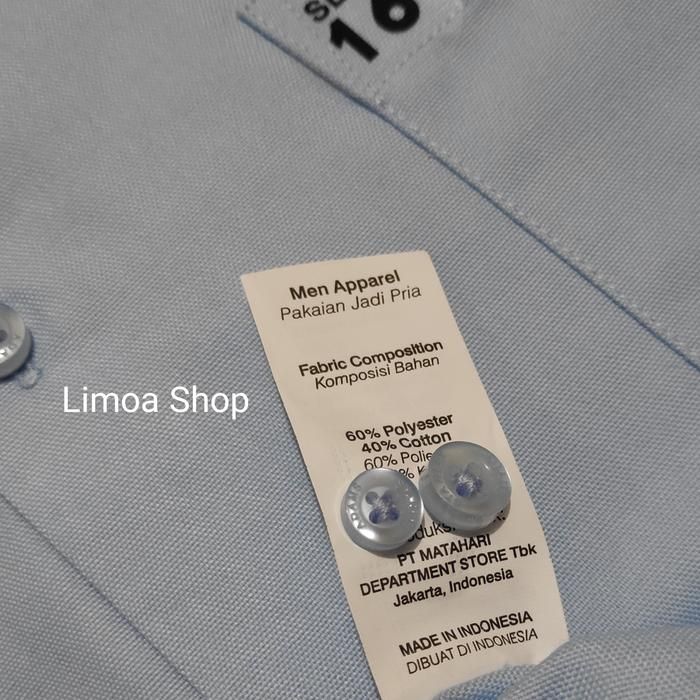 16
Men Apparel
Pakaian Jadi Pria
Fabric Composition
Komposisi Bahan
Limoa Shop
60% Polyester
40% Cotton
60%
PT MATAHARI
DEPARTMENT STORE Tbk
Jakarta, Indonesia
MADE IN INDONESIA
DIBUAT DI INDONESIA